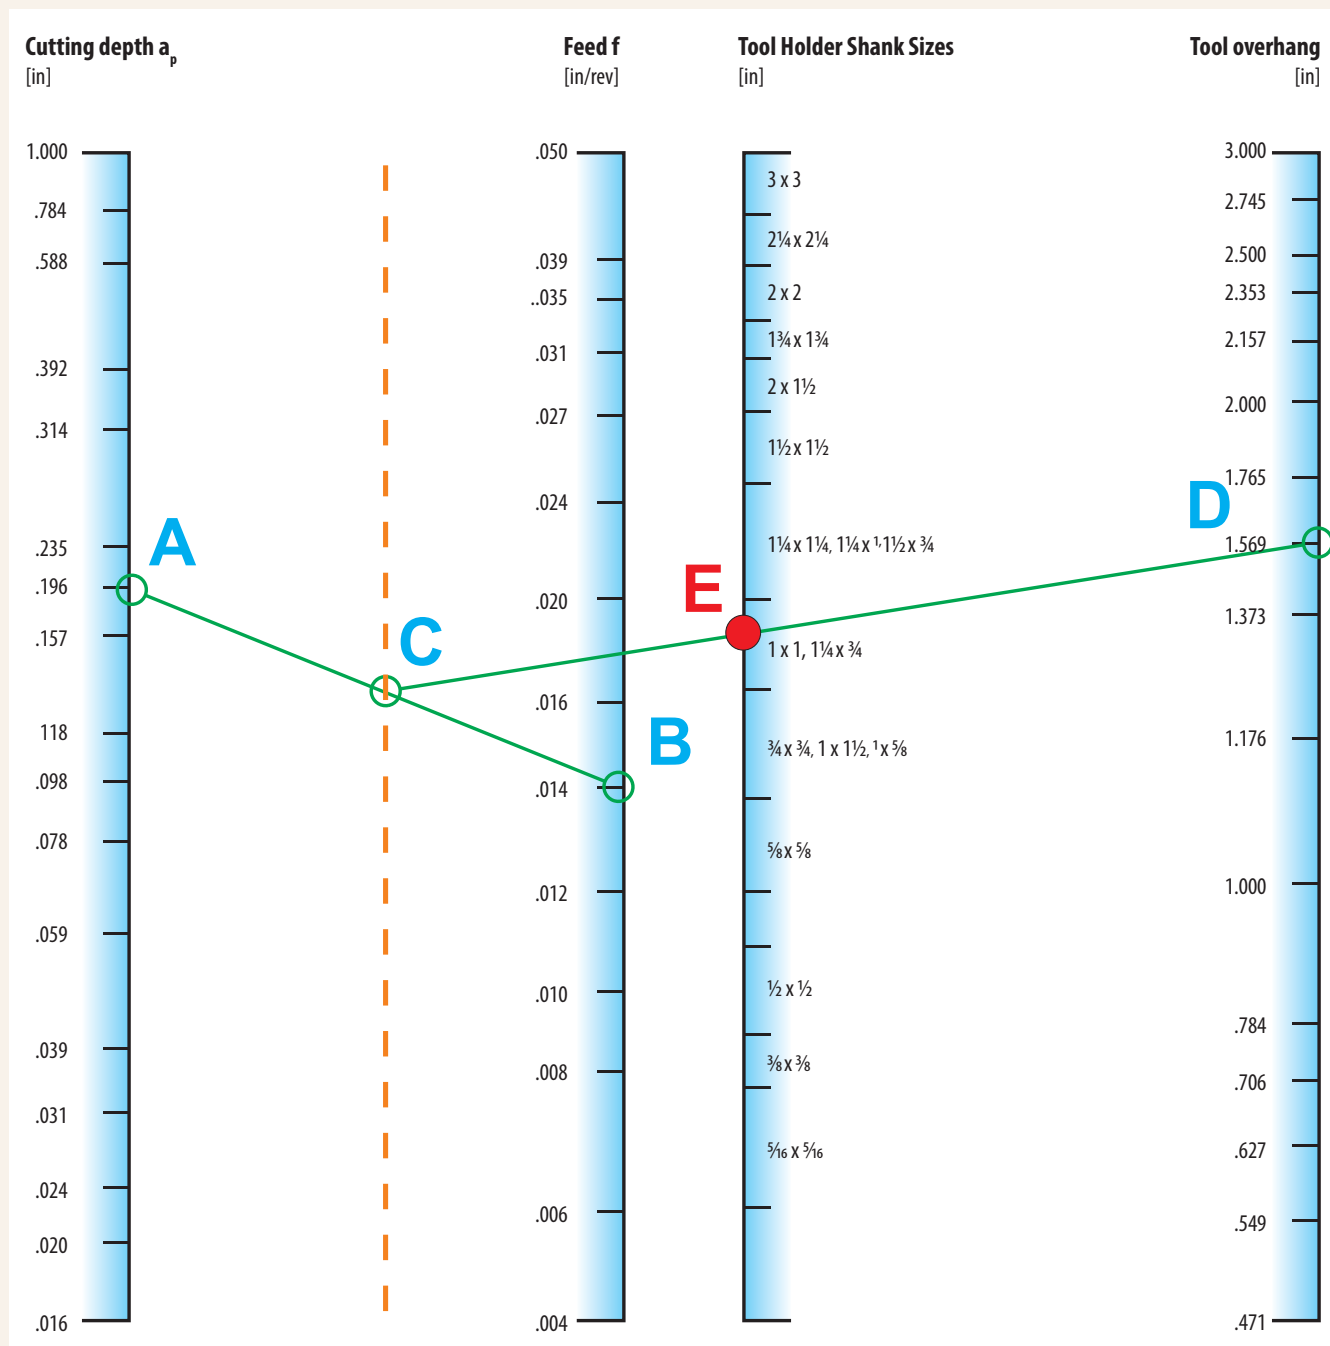 Cutting depth ap
[in]
1.000
.784
.588
.392
.314
.235
.196
.157
118
.098
.078
.059
.039
.031
.024
.020
.016
A
C
Feed f
[in/rev]
.050
.039
..035
.031
.027
.024
.020
.016
.014
.012
.010
.008
.006
.004
B
Tool Holder Shank Sizes
[in]
3 x 3
2¼ x 2¼
2 x 2
1¾ x 1¾
2 x 1½
1½ x 1½
1¼ x 1¼, 1¼ x ¹,1½ x ¾
1 x 1, 1¼ x ¾
¾ x ¾, 1 x 1½, ¹ x ⅝
⅝ x ⅝
½ x ½
⅜ x ⅜
5⁄16 x 5⁄16
E
Tool overhang
[in]
3.000
2.745
2.500
2.353
2.157
2.000
1.765
1.569
1.373
1.176
1.000
.784
.706
.627
.549
.471
D